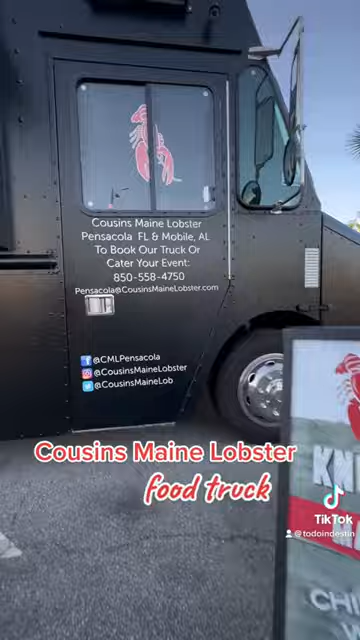 Cousins Maine Lobster
Pensacola FL & Mobile, AL
To Book Our Truck Or
Cater Your Event:
850-558-4750
Pensacola@CousinsMaineLobster.com
@CMLPensacola
@CousinsMaineLobster
@CousinsMaineLob
Cousins Maine Lobster
food truck
TikTok
@todoindestin